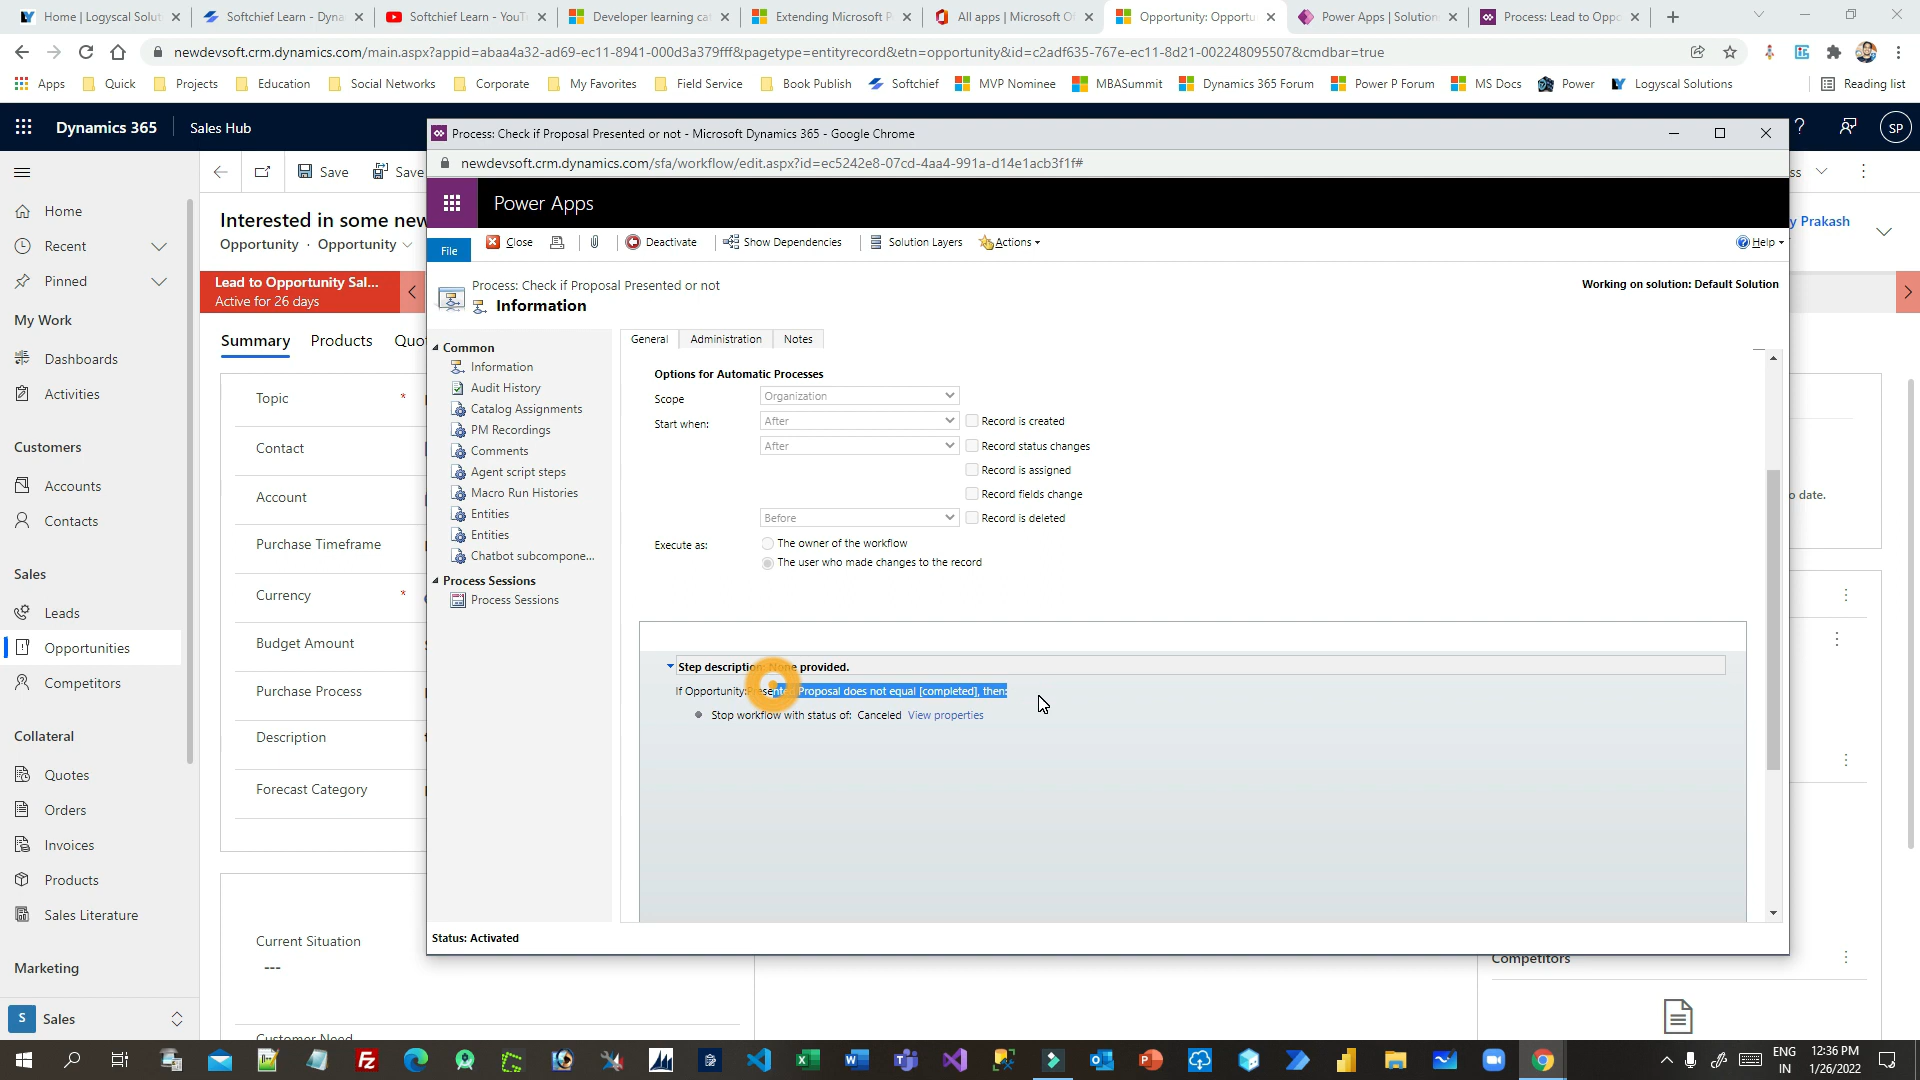 Home | Logyscal Solut
Softchief Learn - Dyna
Softchief Learn - YouT
Developer learning ca
Extending Microsoft P
All apps | Microsoft Of
Opportunity: Opportu
Power Apps | Solution
Process: Lead to Oppo
newdevsoft.crm.dynamics.com/main.aspx?appid=abaa4a32-ad69-ec11-8941-000d3a379fff&pagetype=entityrecord&etn=opportunity&id=c2adf635-767e-ec11-8d21-002248095507&cmdbar=true
Apps Quick Projects Education Social Networks Corporate My Favorites Field Service Book Publish Softchief MVP Nominee MBASummit Dynamics 365 Forum Power P Forum MS Docs Power Logyscal Solutions Reading list
Dynamics 365 Sales Hub
? SP
Process: Check if Proposal Presented or not - Microsoft Dynamics 365 - Google Chrome
newdevsoft.crm.dynamics.com/sfa/workflow/edit.aspx?id=ec5242e8-07cd-4aa4-991a-d14e1acb3f1f#
Power Apps
File Close Deactivate Show Dependencies Solution Layers Actions Help
Process: Check if Proposal Presented or not
Information
Working on solution: Default Solution
Common
Information
Audit History
Catalog Assignments
PM Recordings
Comments
Agent script steps
Macro Run Histories
Entities
Entities
Chatbot subcompone...
Process Sessions
Process Sessions
General Administration Notes
Options for Automatic Processes
Scope Organization
Start when: After Record is created
After Record status changes
Record is assigned
Record fields change
Before Record is deleted
Execute as: The owner of the workflow
The user who made changes to the record
Step description: None provided.
If Opportunity:Presented Proposal does not equal [completed], then:
Stop workflow with status of: Canceled View properties
Status: Activated
Home
Recent
Pinned
My Work
Dashboards
Activities
Customers
Accounts
Contacts
Sales
Leads
Opportunities
Competitors
Collateral
Quotes
Orders
Invoices
Products
Sales Literature
Marketing
S Sales
Save Save
ss
Interested in some new
Opportunity · Opportunity
y Prakash
Lead to Opportunity Sal...
Active for 26 days
Summary Products Quo
Topic *
Contact
Account
Purchase Timeframe
Currency *
Budget Amount
Purchase Process
Description
Forecast Category
Current Situation
---
Customer Need
o date.
Competitors
ENG
IN
12:36 PM
1/26/2022